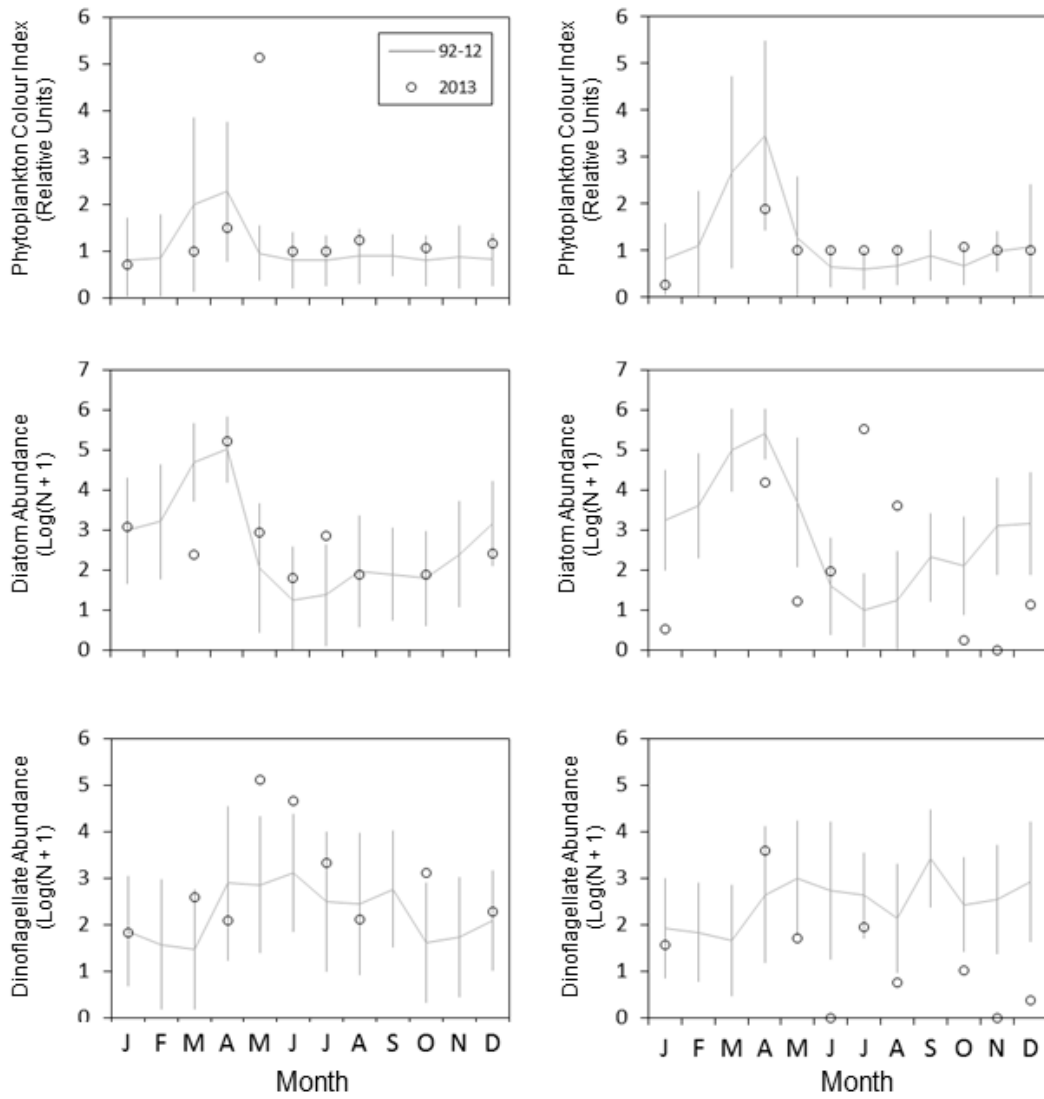 Phytoplankton Colour Index
(Relative Units)
6
5
4
3
2
1
0
92-12
2013
Phytoplankton Colour Index
(Relative Units)
6
5
4
3
2
1
0
Diatom Abundance
(Log(N + 1)
7
6
5
4
3
2
1
0
Diatom Abundance
(Log(N + 1)
7
6
5
4
3
2
1
0
Dinoflagellate Abundance
(Log(N + 1)
6
5
4
3
2
1
0
J F M A M J J A S O N D
Month
Dinoflagellate Abundance
(Log(N + 1)
6
5
4
3
2
1
0
J F M A M J J A S O N D
Month